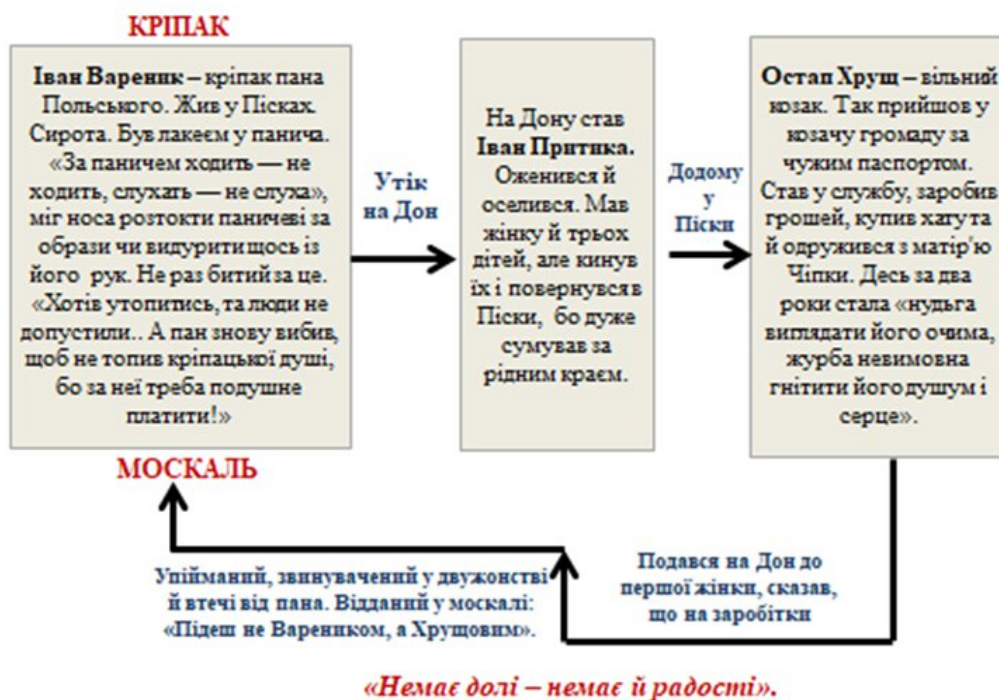 КРІПАК
Іван Вареник – кріпак пана
Польського. Жив у Пісках.
Сирота. Був лакеєм у панича.
«За паничем ходить — не
ходить, слухать — не слуха»,
міг носа розтокти паничеві за
образи чи видурити щось із
його рук. Не раз битий за це.
«Хотів утопитись, та люди не
допустили.. А пан знову вибив,
щоб не топив кріпацької душі,
бо за неї треба подушне
платити!»
МОСКАЛЬ
Утік
на Дон
На Дону став
Іван Притика.
Оженився й
оселився. Мав
жінку й трьох
дітей, але кинув
їх і повернувся в
Піски, бо дуже
сумував за
рідним краєм.
Додому
у
Піски
Остап Хрущ – вільний
козак. Так прийшов у
козачу громаду за
чужим паспортом.
Став у службу, заробив
грошей, купив хату та
й одружився з матір'ю
Чіпки. Десь за два
роки стала «нудьга
виглядати його очима,
журба невимовна
гнітити його душум і
серце».
Подався на Дон до
першої жінки, сказав,
що на заробітки
Упійманий, звинувачений у двужонстві
й втечі від пана. Відданий у москалі:
«Підеш не Вареником, а Хрущовим».
«Немає долі – немає й радості».